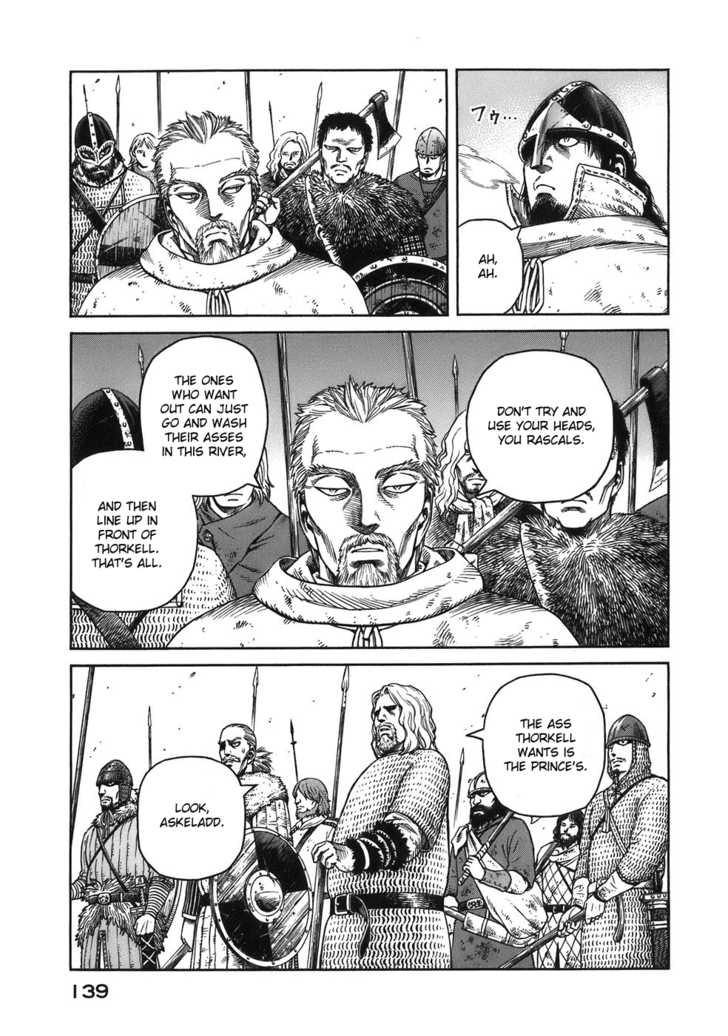 フゥ…
AH,
AH.
DON'T TRY AND
USE YOUR HEADS,
YOU RASCALS.
THE ONES
WHO WANT
OUT CAN JUST
GO AND WASH
THEIR ASSES
IN THIS RIVER,
AND THEN
LINE UP IN
FRONT OF
THORKELL.
THAT'S ALL.
THE ASS
THORKELL
WANTS IS
THE PRINCE'S.
LOOK,
ASKELADD.
139